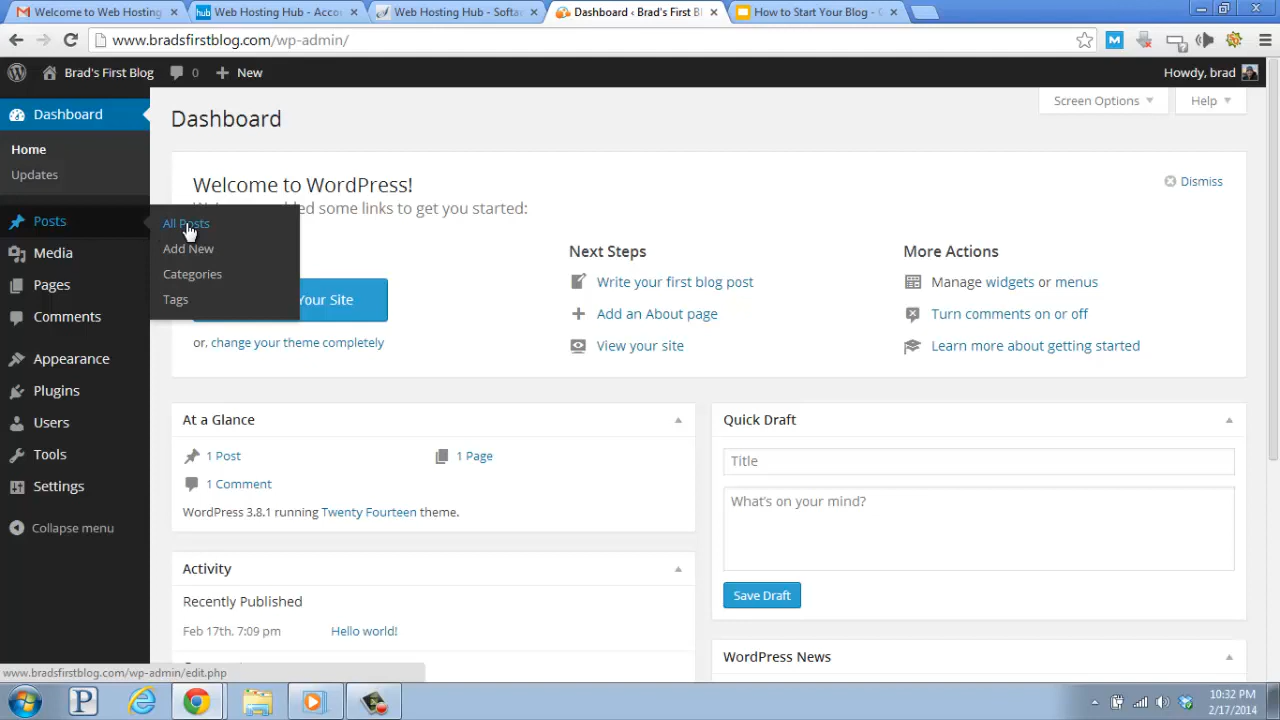 Welcome to Web Hosting
Web Hosting Hub - Acco
Web Hosting Hub - Softa
Dashboard ‹ Brad's First Bl
How to Start Your Blog - G
www.bradsfirstblog.com/wp-admin/
Brad's First Blog
0
New
Howdy, brad
Dashboard
Home
Updates
Posts
Media
Pages
Comments
Appearance
Plugins
Users
Tools
Settings
Collapse menu
All Posts
Add New
Categories
Tags
Dashboard
Screen Options
Help
Welcome to WordPress!
some links to get you started:
Dismiss
Your Site
or, change your theme completely
Next Steps
Write your first blog post
Add an About page
View your site
More Actions
Manage widgets or menus
Turn comments on or off
Learn more about getting started
At a Glance
1 Post
1 Page
1 Comment
WordPress 3.8.1 running Twenty Fourteen theme.
Activity
Recently Published
Feb 17th, 7:09 pm
Hello world!
Quick Draft
Title
What's on your mind?
Save Draft
WordPress News
www.bradsfirstblog.com/wp-admin/edit.php
10:32 PM
2/17/2014